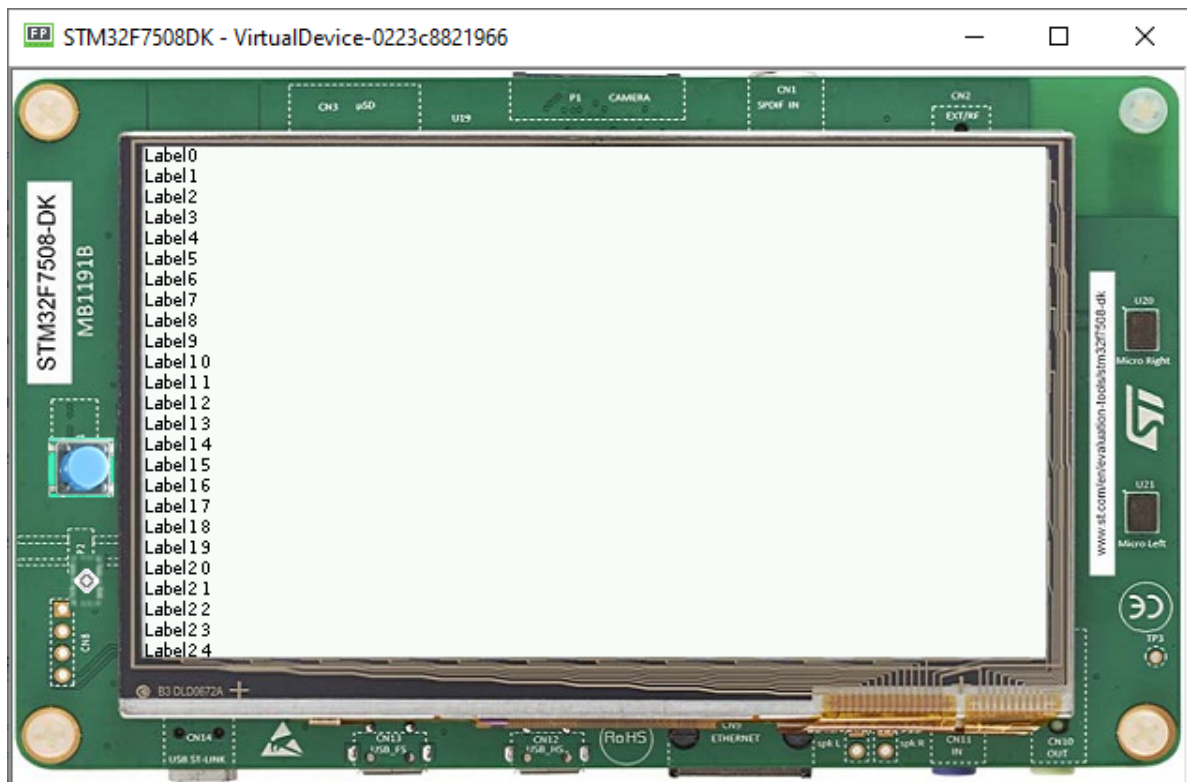 STM32F7508DK - VirtualDevice-0223c8821966
CN3 µSD
U19
P1 CAMERA
CN1
SPDIF IN
CN2
EXT/RF
STM32F7508-DK
MB1191B
Label0
Label1
Label2
Label3
Label4
Label5
Label6
Label7
Label8
Label9
Label10
Label11
Label12
Label13
Label14
Label15
Label16
Label17
Label18
Label19
Label20
Label21
Label22
Label23
Label24
www.st.com/en/evaluation-tools/stm32f7508-dk
U20
Micro Right
ST
U21
Micro Left
CE
TP3
P2
CN8
B3 DLD0672A
CN14
USB ST-LINK
CN13
USB_FS
CN12
USB_HS
RoHS
CN9
ETHERNET
spk L
spk R
CN11
IN
CN10
OUT